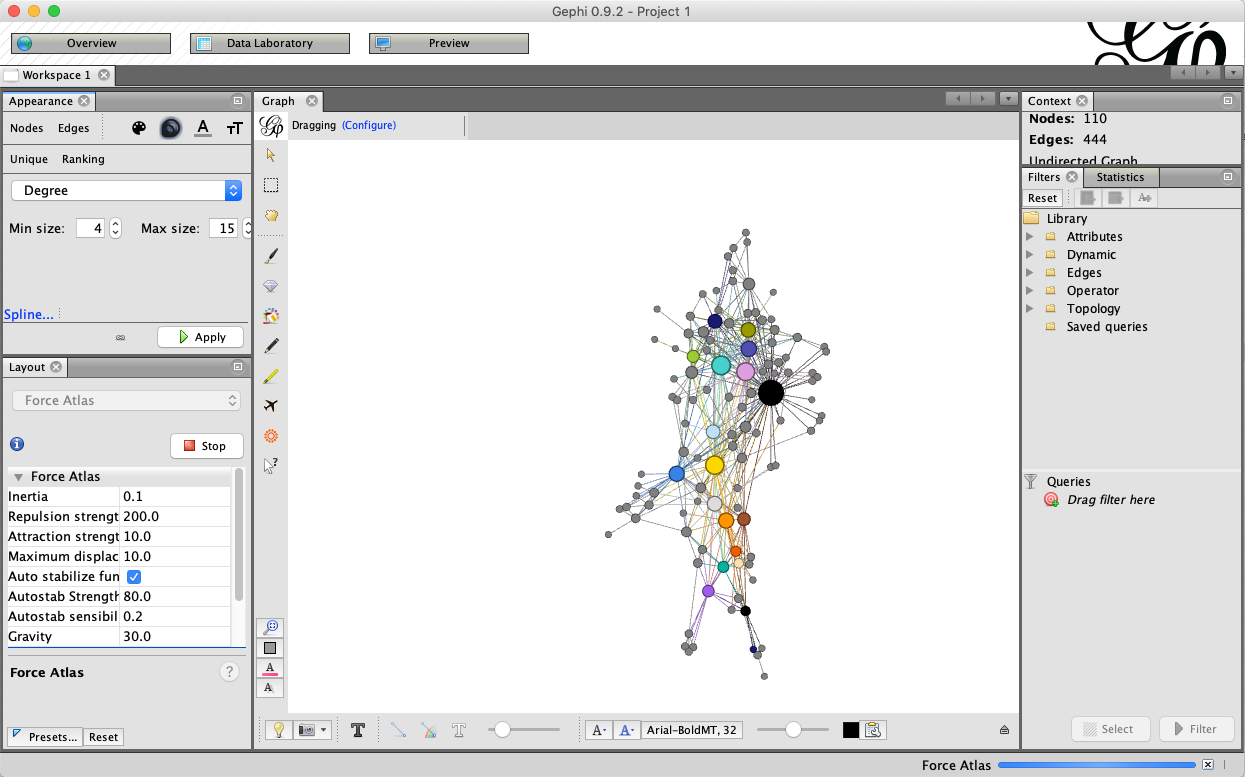 Gephi 0.9.2 - Project 1
Overview
Data Laboratory
Preview
Workspace 1
Appearance
Nodes Edges
Unique Ranking
Degree
Min size: 4 Max size: 15
Spline...
Apply
Layout
Force Atlas
Stop
Force Atlas
Inertia 0.1
Repulsion strengt 200.0
Attraction strengt 10.0
Maximum displac 10.0
Auto stabilize fun
Autostab Strength 80.0
Autostab sensibil 0.2
Gravity 30.0
Force Atlas
?
Presets... Reset
Graph
Dragging (Configure)
Arial-BoldMT, 32
Context
Nodes: 110
Edges: 444
Undirected Graph
Filters Statistics
Reset
Library
Attributes
Dynamic
Edges
Operator
Topology
Saved queries
Queries
Drag filter here
Select Filter
Force Atlas